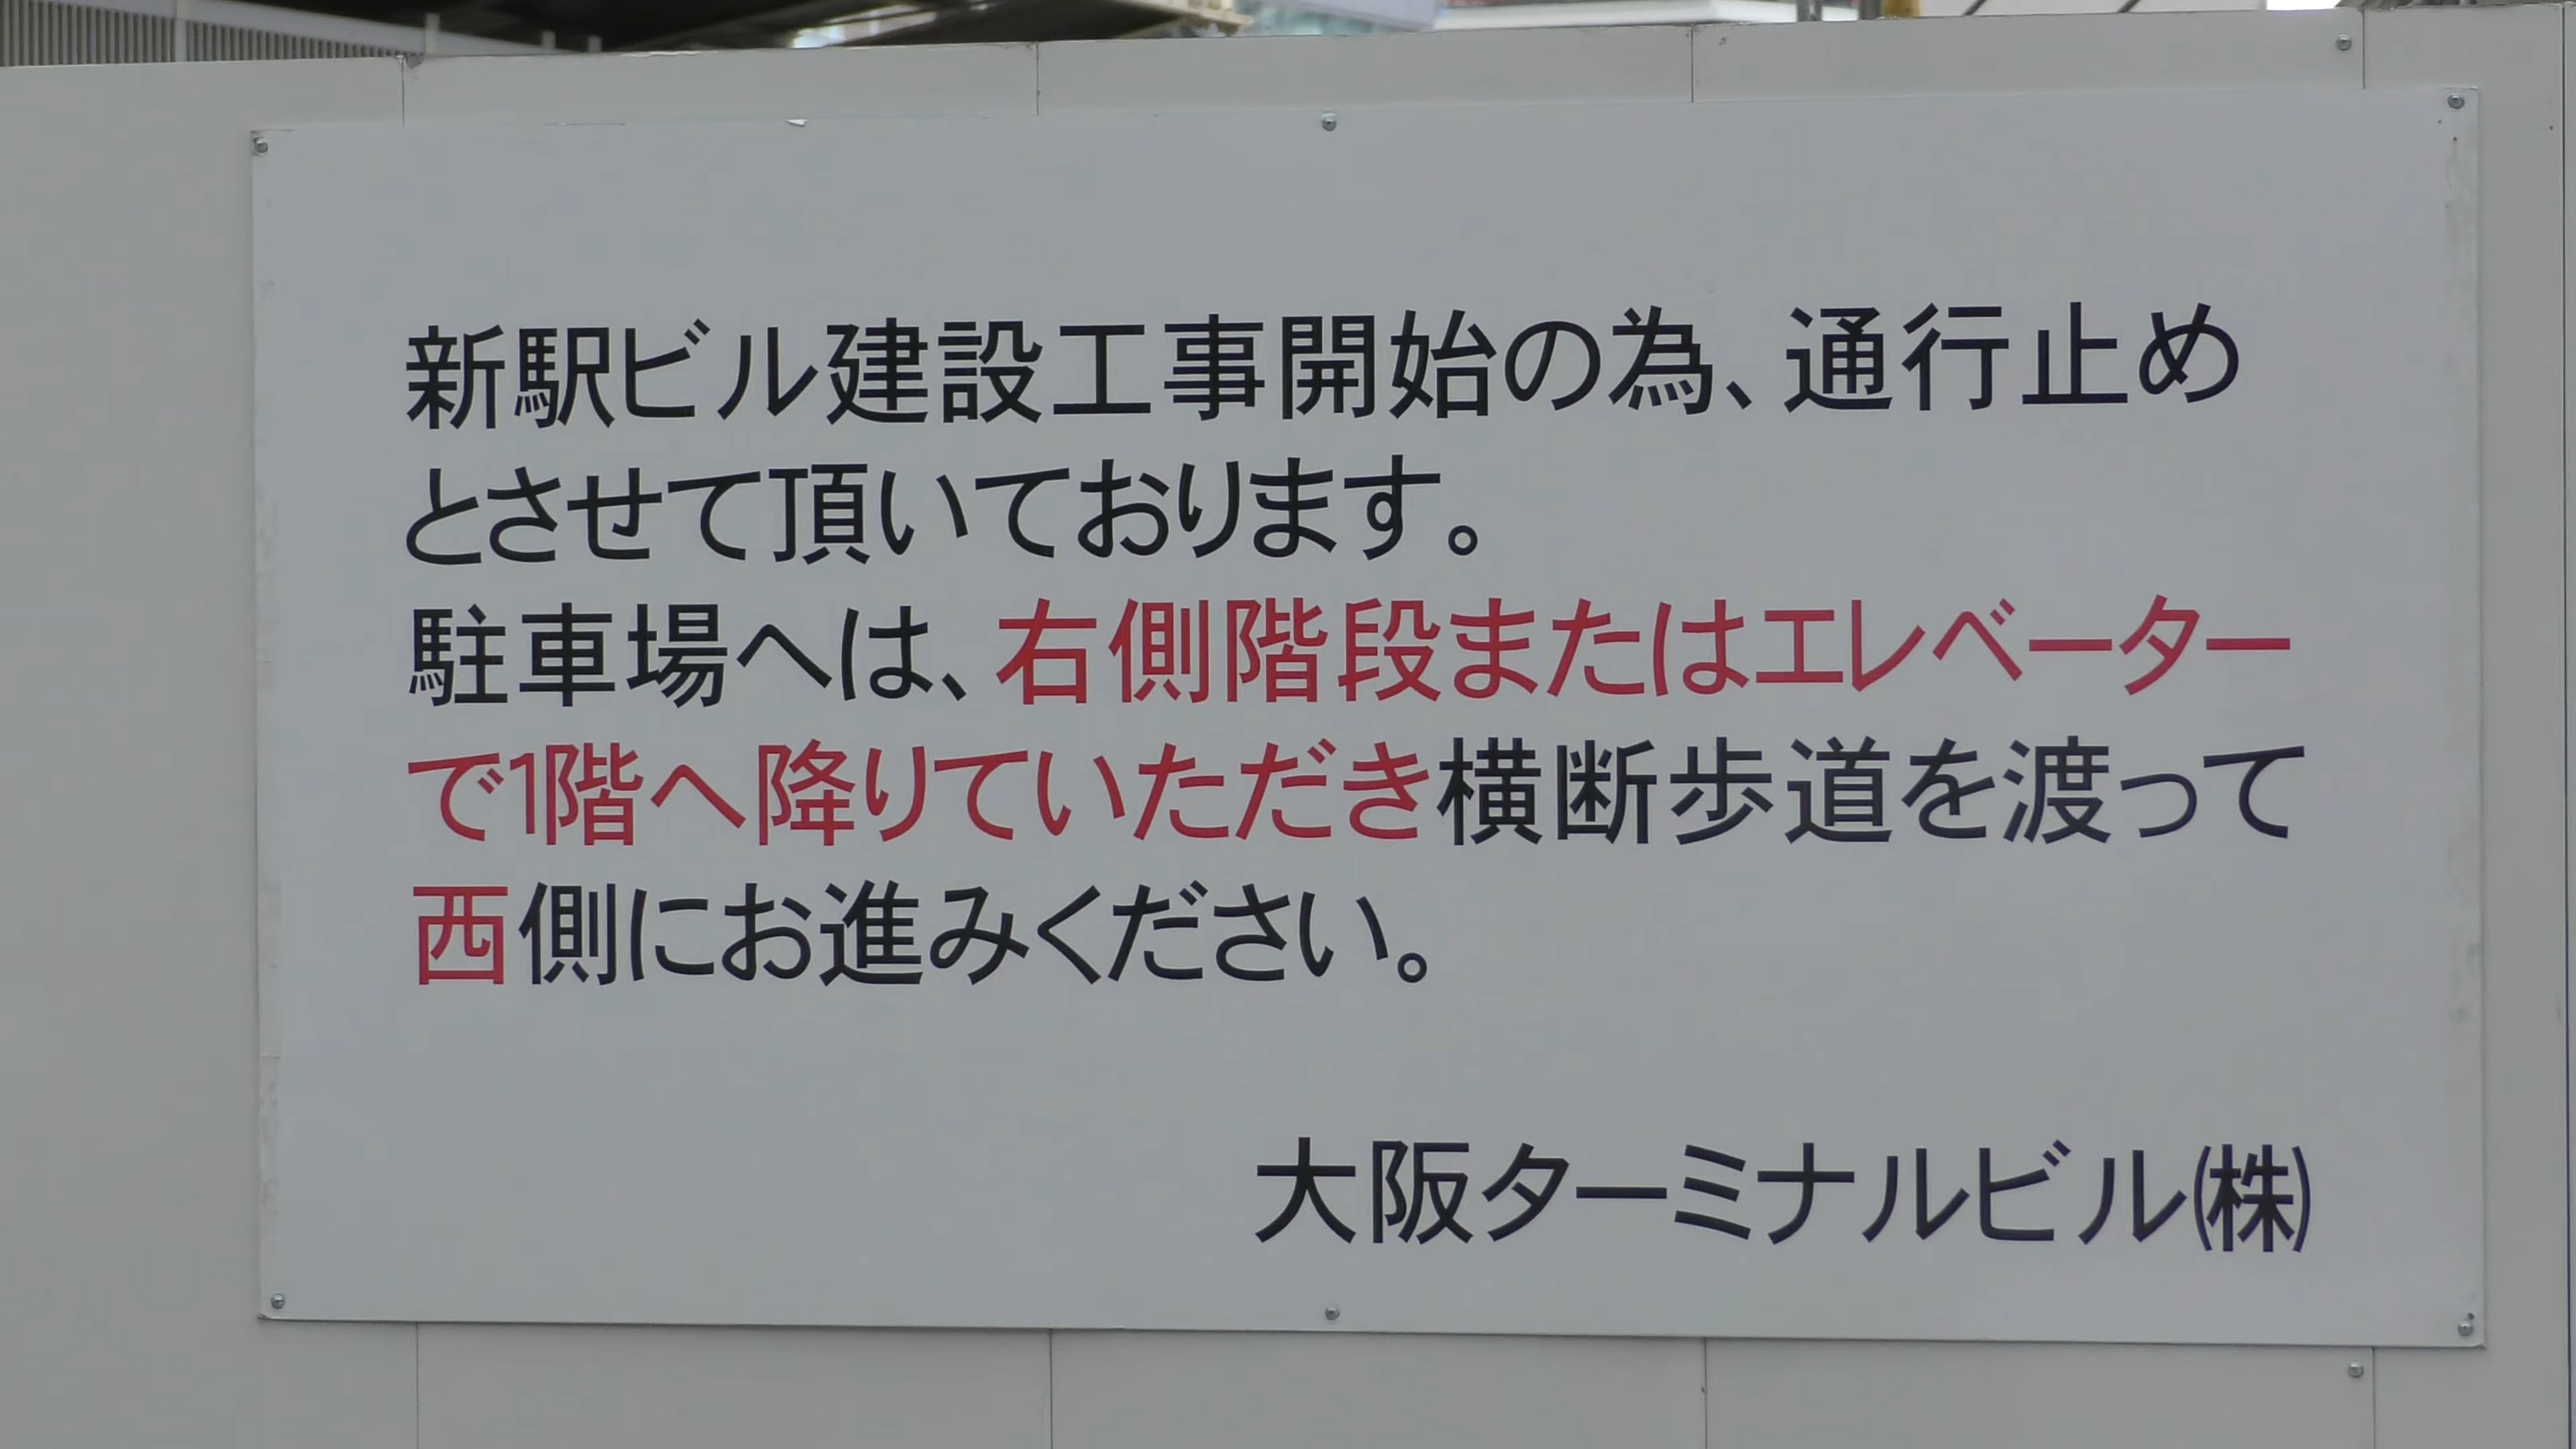 新駅ビル建設工事開始の為、通行止め
とさせて頂いております。
駐車場へは、右側階段またはエレベーター
で1階へ降りていただき横断歩道を渡って
西側にお進みください。
大阪ターミナルビル㈱